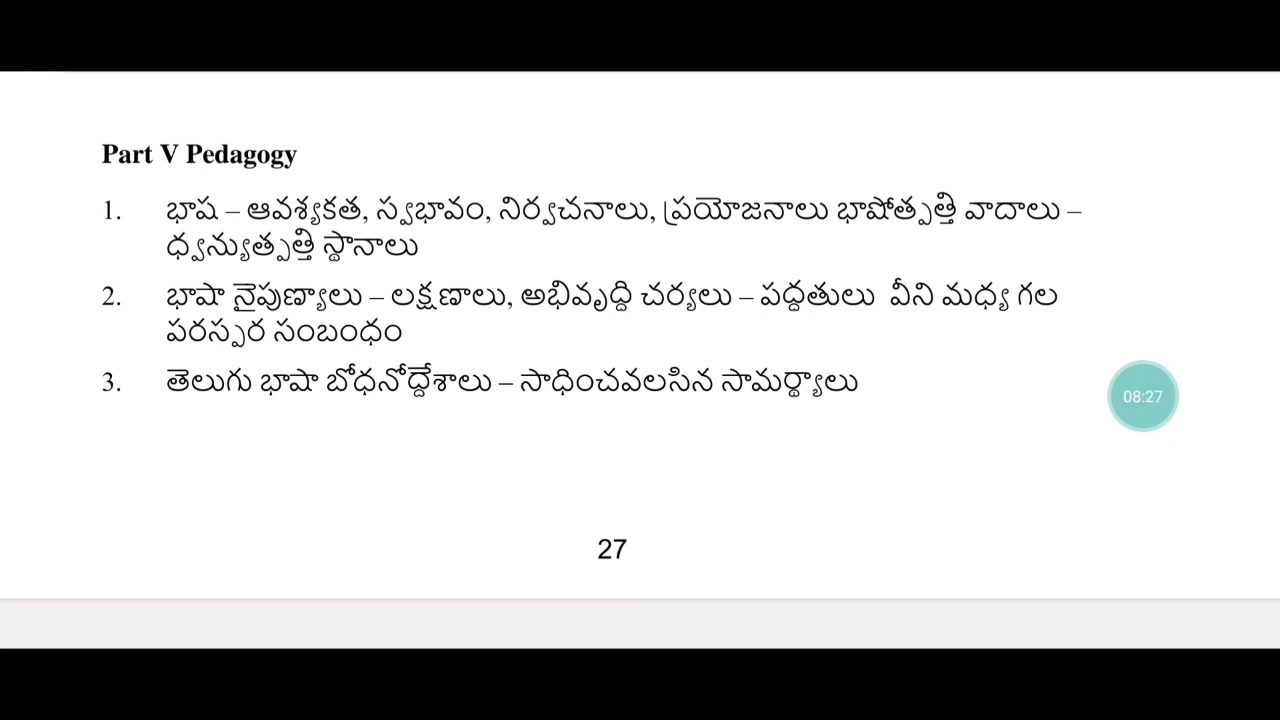 Part V Pedagogy
1. భాష – ఆవశ్యకత, స్వభావం, నిర్వచనాలు, ప్రయోజనాలు భాషోత్పత్తి వాదాలు –
ధ్వన్యుత్పత్తి స్థానాలు
2. భాషా నైపుణ్యాలు – లక్షణాలు, అభివృద్ధి చర్యలు – పద్ధతులు వీని మధ్య గల
పరస్పర సంబంధం
3. తెలుగు భాషా బోధనోద్దేశాలు – సాధించవలసిన సామర్థ్యాలు
08:27
27